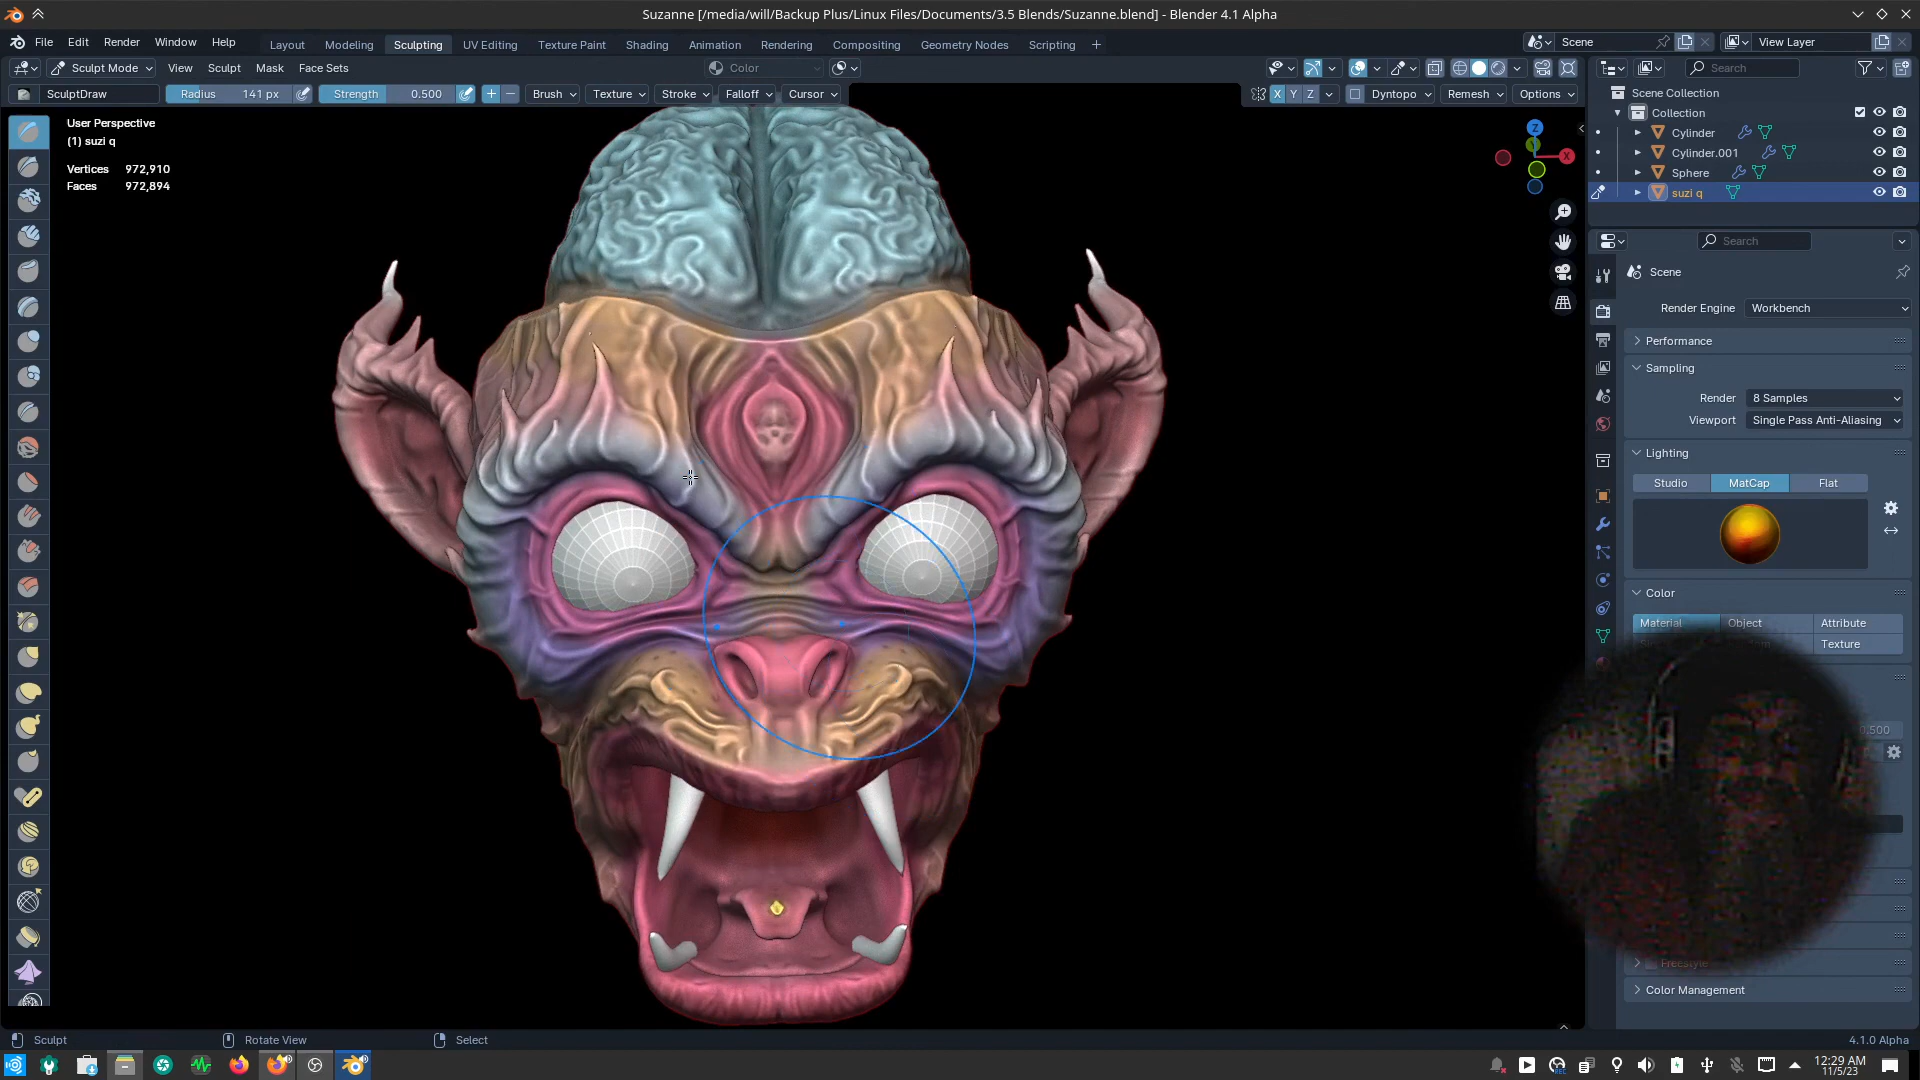 Suzanne [/media/will/Backup Plus/Linux Files/Documents/3.5 Blends/Suzanne.blend] - Blender 4.1 Alpha
File Edit Render Window Help Layout Modeling Sculpting UV Editing Texture Paint Shading Animation Rendering Compositing Geometry Nodes Scripting + Scene View Layer
Sculpt Mode View Sculpt Mask Face Sets Color Search
SculptDraw Radius 141 px Strength 0.500 Brush Texture Stroke Falloff Cursor X Y Z Dyntopo Remesh Options
Scene Collection
Collection
Cylinder
Cylinder.001
Sphere
suzi q
User Perspective
(1) suzi q
Vertices 972,910
Faces 972,894
Z
X
Search
Scene
Render Engine Workbench
Performance
Sampling
Render 8 Samples
Viewport Single Pass Anti-Aliasing
Lighting
Studio MatCap Flat
Color
Material Object Attribute
Texture
0.500
Freestyle
Color Management
Sculpt Rotate View Select 4.1.0 Alpha
12:29 AM
11/5/23